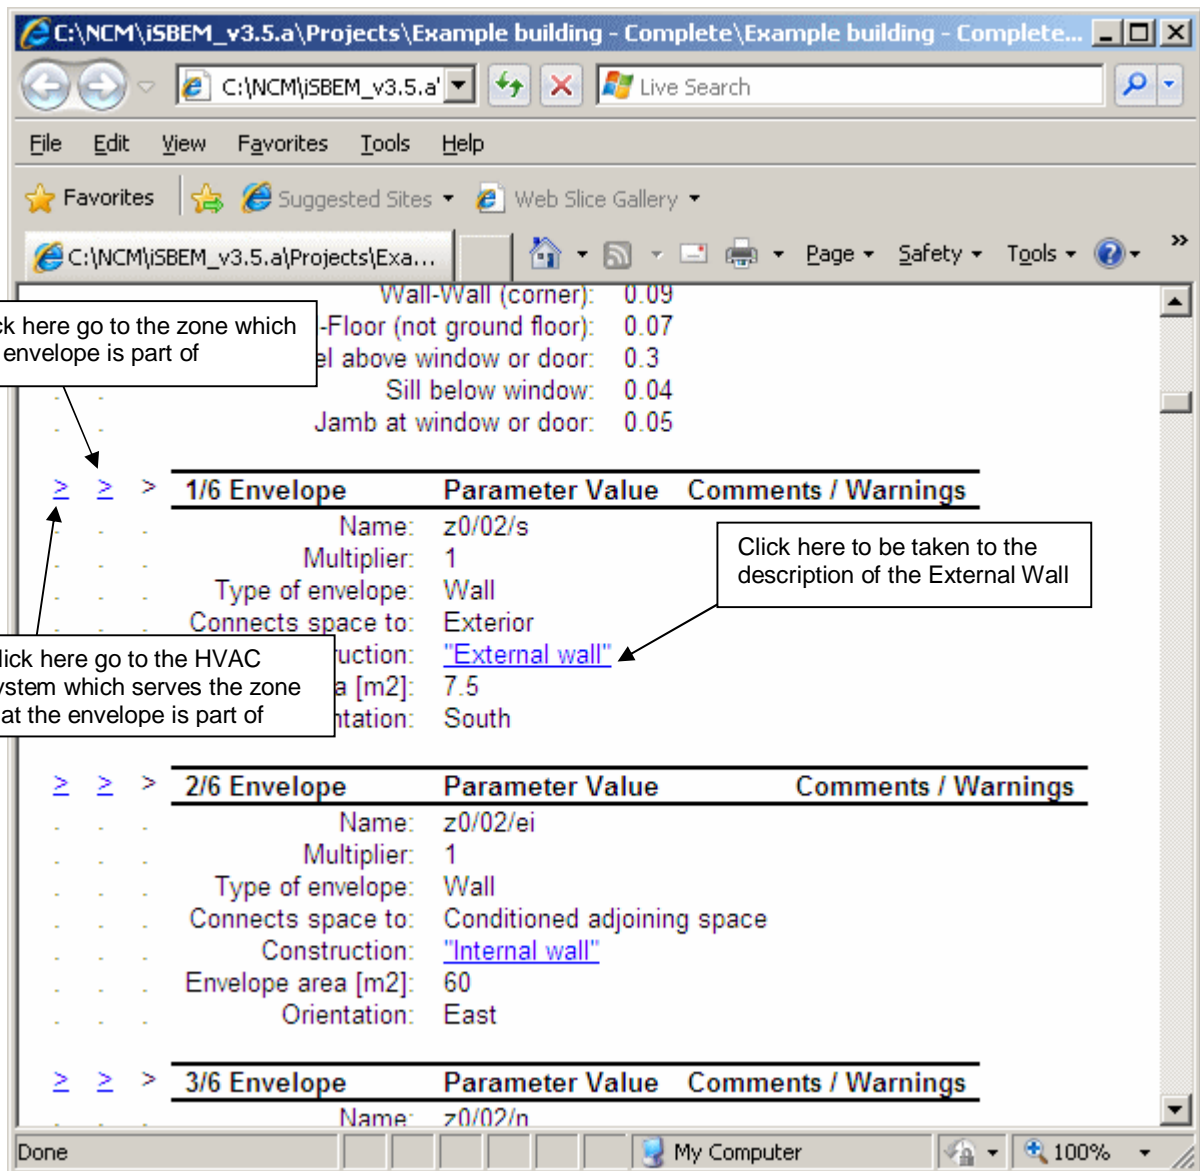 C:\NCM\iSBEM_v3.5.a\Projects\Example building - Complete\Example building - Complete...
C:\NCM\iSBEM_v3.5.a' Live Search
File Edit View Favorites Tools Help
Favorites Suggested Sites Web Slice Gallery
C:\NCM\iSBEM_v3.5.a\Projects\Exa... Page Safety Tools »
Wall-Wall (corner): 0.09
ck here go to the zone which
envelope is part of
-Floor (not ground floor): 0.07
el above window or door: 0.3
Sill below window: 0.04
Jamb at window or door: 0.05
> > > 1/6 Envelope Parameter Value Comments / Warnings
Name: z0/02/s
Multiplier: 1
Type of envelope: Wall
Connects space to: Exterior
Click here to be taken to the
description of the External Wall
lick here go to the HVAC
ystem which serves the zone
at the envelope is part of
ruction: "External wall"
a [m2]: 7.5
ntation: South
> > > 2/6 Envelope Parameter Value Comments / Warnings
Name: z0/02/ei
Multiplier: 1
Type of envelope: Wall
Connects space to: Conditioned adjoining space
Construction: "Internal wall"
Envelope area [m2]: 60
Orientation: East
> > > 3/6 Envelope Parameter Value Comments / Warnings
Name: z0/02/n
Done My Computer 100%